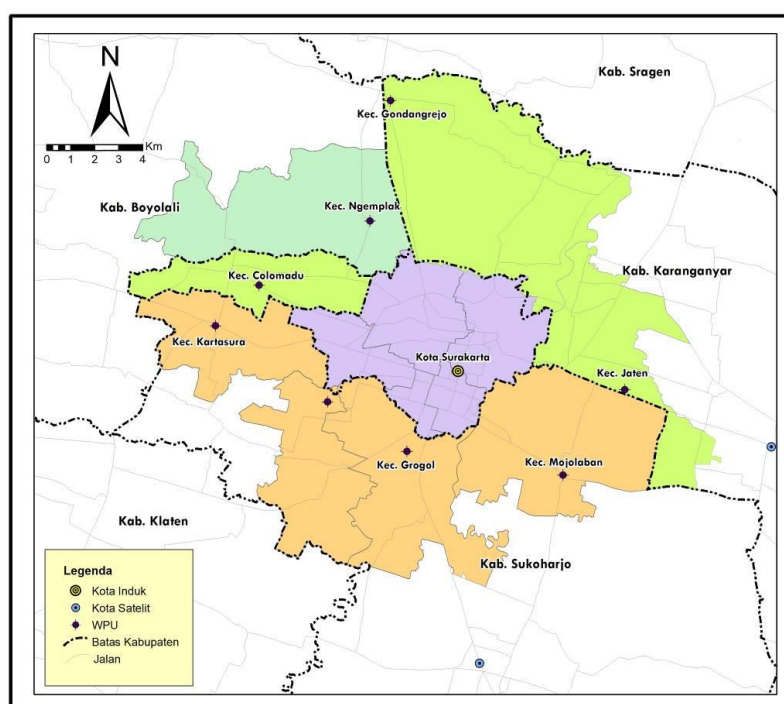 Kab. Sragen
N
Kec. Gondangrejo
Km
0 1 2 3 4
Kab. Boyolali
Kec. Ngemplak
Kab. Karanganyar
Kec. Colomadu
Kec. Kartasura
Kota Surakarta
Kec. Jaten
Kec. Grogol
Kec. Mojolaban
Kab. Klaten
Kab. Sukoharjo
Legenda
Kota Induk
Kota Satelit
WPU
Batas Kabupaten
Jalan